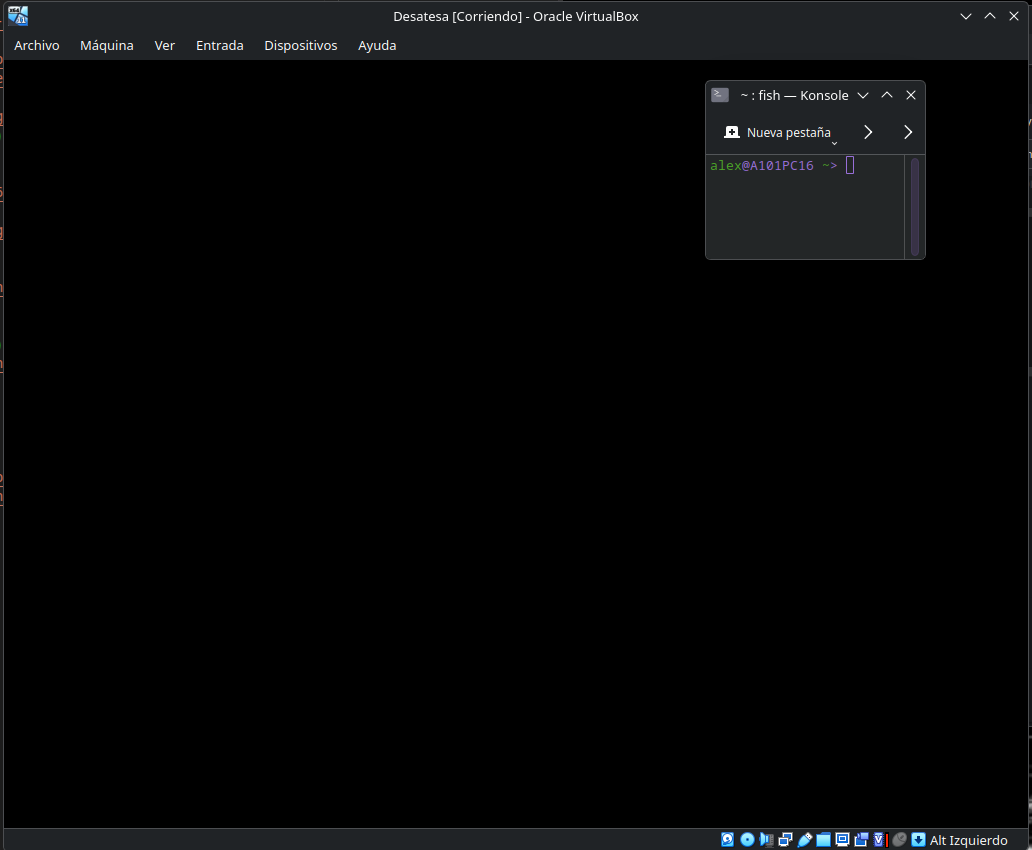 Desatesa [Corriendo] - Oracle VirtualBox
Archivo Máquina Ver Entrada Dispositivos Ayuda
~ : fish — Konsole
Nueva pestaña
alex@A101PC16 ~>
Alt Izquierdo